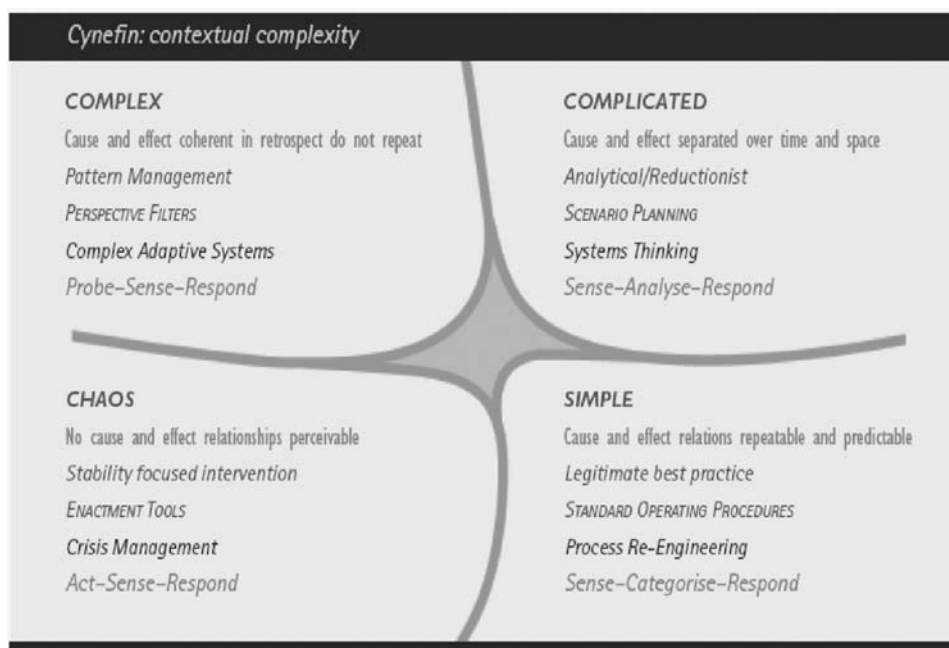 Cynefin: contextual complexity
COMPLEX
Cause and effect coherent in retrospect do not repeat
Pattern Management
PERSPECTIVE FILTERS
Complex Adaptive Systems
Probe–Sense–Respond
COMPLICATED
Cause and effect separated over time and space
Analytical/Reductionist
SCENARIO PLANNING
Systems Thinking
Sense–Analyse–Respond
CHAOS
No cause and effect relationships perceivable
Stability focused intervention
ENACTMENT TOOLS
Crisis Management
Act–Sense–Respond
SIMPLE
Cause and effect relations repeatable and predictable
Legitimate best practice
STANDARD OPERATING PROCEDURES
Process Re-Engineering
Sense–Categorise–Respond